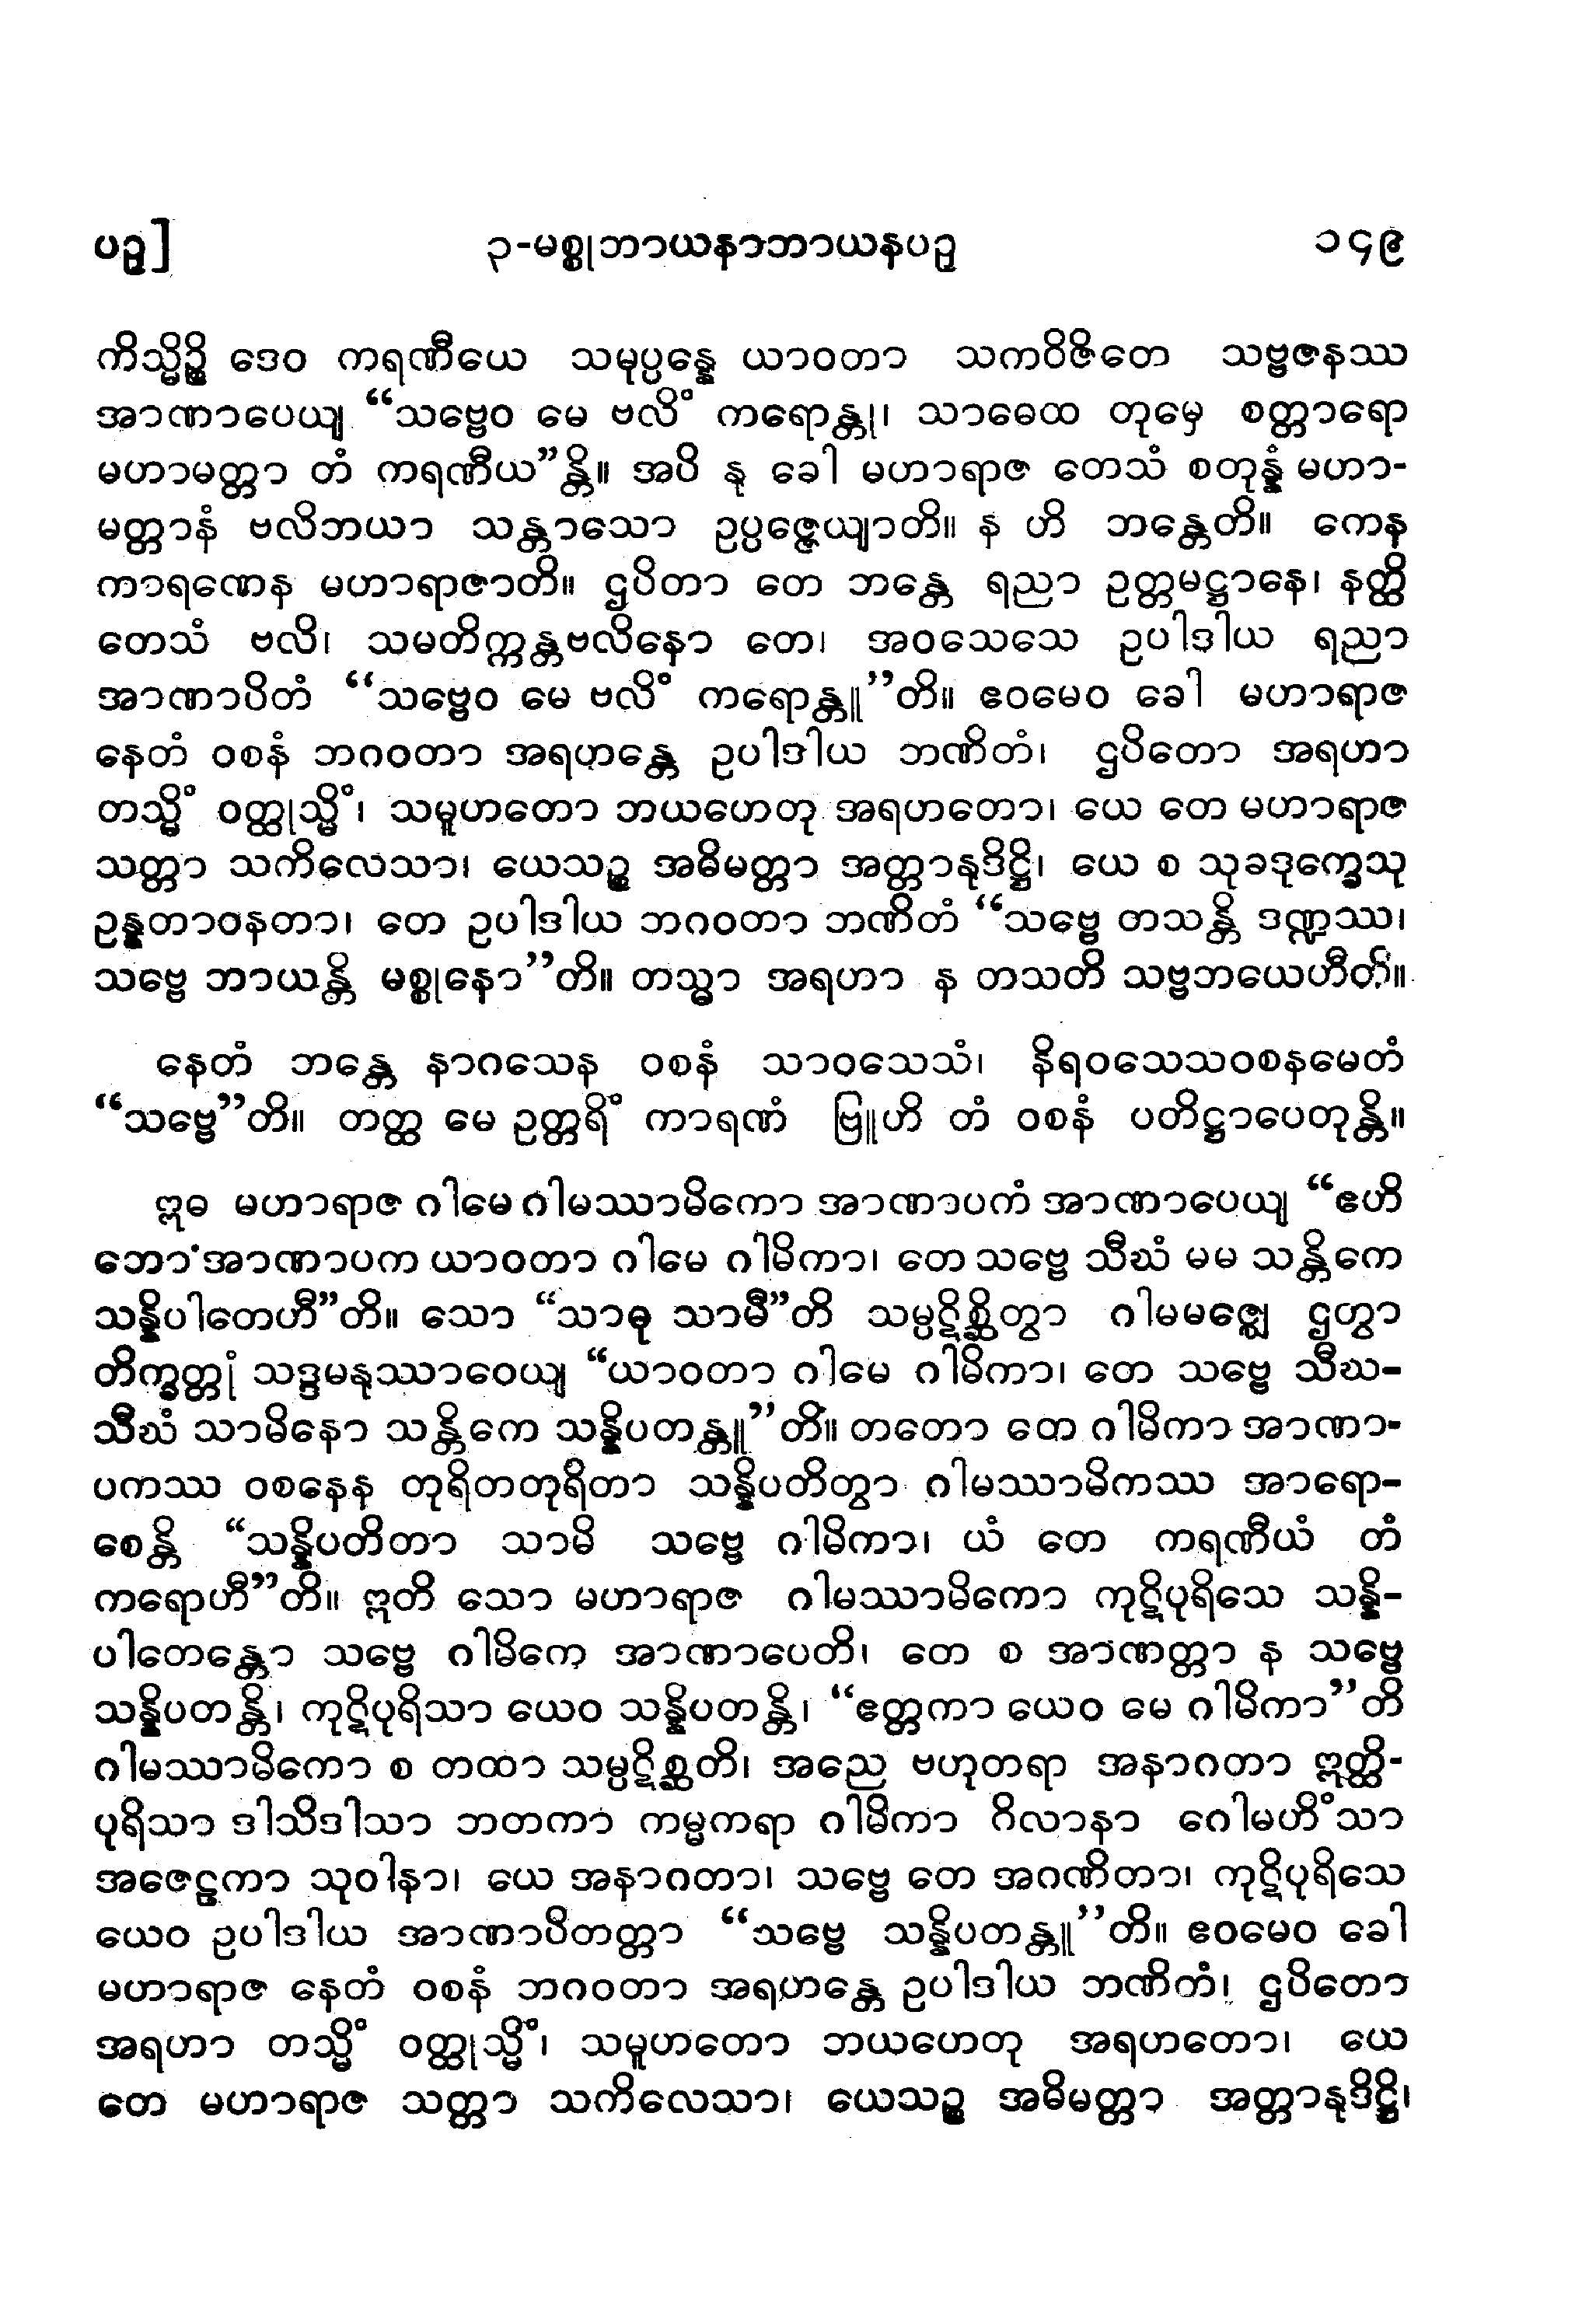 ပဉှ]
၃-မစ္စုဘာယနာဘာယနပဉှ
၁၄၉
ကိသ္မိဉ္စိ ဒေဝ ကရဏီယေ သမုပ္ပန္နေ ယာဝတာ သကဝိဇိတေ သဗ္ဗဇနဿ
အာဏာပေယျ “သဗ္ဗေဝ မေ ဗလိံ ကရောန္တု၊ သာဓေထ တုမှေ စတ္တာရော
မဟာမတ္တာ တံ ကရဏီယ”န္တိ။ အပိ နု ခေါ မဟာရာဇ တေသံ စတုန္နံ မဟာ-
မတ္တာနံ ဗလိဘယာ သန္တာသော ဥပ္ပဇ္ဇေယျာတိ။ န ဟိ ဘန္တေတိ။ ကေန
ကာရဏေန မဟာရာဇာတိ။ ဌပိတာ တေ ဘန္တေ ရညာ ဥတ္တမဋ္ဌာနေ၊ နတ္ထိ
တေသံ ဗလိ၊ သမတိက္ကန္တဗလိနော တေ၊ အဝသေသေ ဥပါဒါယ ရညာ
အာဏာပိတံ “သဗ္ဗေဝ မေ ဗလိံ ကရောန္တူ”တိ။ ဧဝမေဝ ခေါ မဟာရာဇ
နေတံ ဝစနံ ဘဂဝတာ အရဟန္တေ ဥပါဒါယ ဘဏိတံ၊ ဌပိတော အရဟာ
တသ္မိံ ဝတ္ထုသ္မိံ၊ သမူဟတော ဘယဟေတု အရဟတော၊ ယေ တေ မဟာရာဇ
သတ္တာ သကိလေသာ၊ ယေသဉ္စ အဓိမတ္တာ အတ္တာနုဒိဋ္ဌိ၊ ယေ စ သုခဒုက္ခေသု
ဥန္နတာဝနတာ၊ တေ ဥပါဒါယ ဘဂဝတာ ဘဏိတံ “သဗ္ဗေ တသန္တိ ဒဏ္ဍဿ၊
သဗ္ဗေ ဘာယန္တိ မစ္စုနော”တိ။ တသ္မာ အရဟာ န တသတိ သဗ္ဗဘယေဟီတိ။
နေတံ ဘန္တေ နာဂသေန ဝစနံ သာဝသေသံ၊ နိရဝသေသဝစနမေတံ
“သဗ္ဗေ”တိ။ တတ္ထ မေ ဥတ္တရိံ ကာရဏံ ဗြူဟိ တံ ဝစနံ ပတိဋ္ဌာပေတုန္တိ။
ဣဓ မဟာရာဇ ဂါမေ ဂါမဿာမိကော အာဏာပကံ အာဏာပေယျ “ဧဟိ
ဘော အာဏာပက ယာဝတာ ဂါမေ ဂါမိကာ၊ တေ သဗ္ဗေ သီဃံ မမ သန္တိကေ
သန္နိပါတေဟီ”တိ။ သော “သာဓု သာမီ”တိ သမ္ပဋိစ္ဆိတွာ ဂါမမဇ္ဈေ ဌတွာ
တိက္ခတ္တုံ သဒ္ဒမနုဿာဝေယျ “ယာဝတာ ဂါမေ ဂါမိကာ၊ တေ သဗ္ဗေ သီဃ-
သီဃံ သာမိနော သန္တိကေ သန္နိပတန္တူ”တိ။ တတော တေ ဂါမိကာ အာဏာ-
ပကဿ ဝစနေန တုရိတတုရိတာ သန္နိပတိတွာ ဂါမဿာမိကဿ အာရော-
စေန္တိ “သန္နိပတိတာ သာမိ သဗ္ဗေ ဂါမိကာ၊ ယံ တေ ကရဏီယံ တံ
ကရောဟီ”တိ။ ဣတိ သော မဟာရာဇ ဂါမဿာမိကော ကုဋိပုရိသေ သန္နိ-
ပါတေန္တော သဗ္ဗေ ဂါမိကေ အာဏာပေတိ၊ တေ စ အာဏတ္တာ န သဗ္ဗေ
သန္နိပတန္တိ၊ ကုဋိပုရိသာ ယေဝ သန္နိပတန္တိ၊ “ဧတ္တကာ ယေဝ မေ ဂါမိကာ”တိ
ဂါမဿာမိကော စ တထာ သမ္ပဋိစ္ဆတိ၊ အညေ ဗဟုတရာ အနာဂတာ ဣတ္ထိ-
ပုရိသာ ဒါသိဒါသာ ဘတကာ ကမ္မကရာ ဂါမိကာ ဂိလာနာ ဂေါမဟိံသာ
အဇေဠကာ သုဝါနာ၊ ယေ အနာဂတာ၊ သဗ္ဗေ တေ အဂဏိတာ၊ ကုဋိပုရိသေ
ယေဝ ဥပါဒါယ အာဏာပိတတ္တာ “သဗ္ဗေ သန္နိပတန္တူ”တိ။ ဧဝမေဝ ခေါ
မဟာရာဇ နေတံ ဝစနံ ဘဂဝတာ အရဟန္တေ ဥပါဒါယ ဘဏိတံ၊ ဌပိတော
အရဟာ တသ္မိံ ဝတ္ထုသ္မိံ၊ သမူဟတော ဘယဟေတု အရဟတော၊ ယေ
တေ မဟာရာဇ သတ္တာ သကိလေသာ၊ ယေသဉ္စ အဓိမတ္တာ အတ္တာနုဒိဋ္ဌိ၊